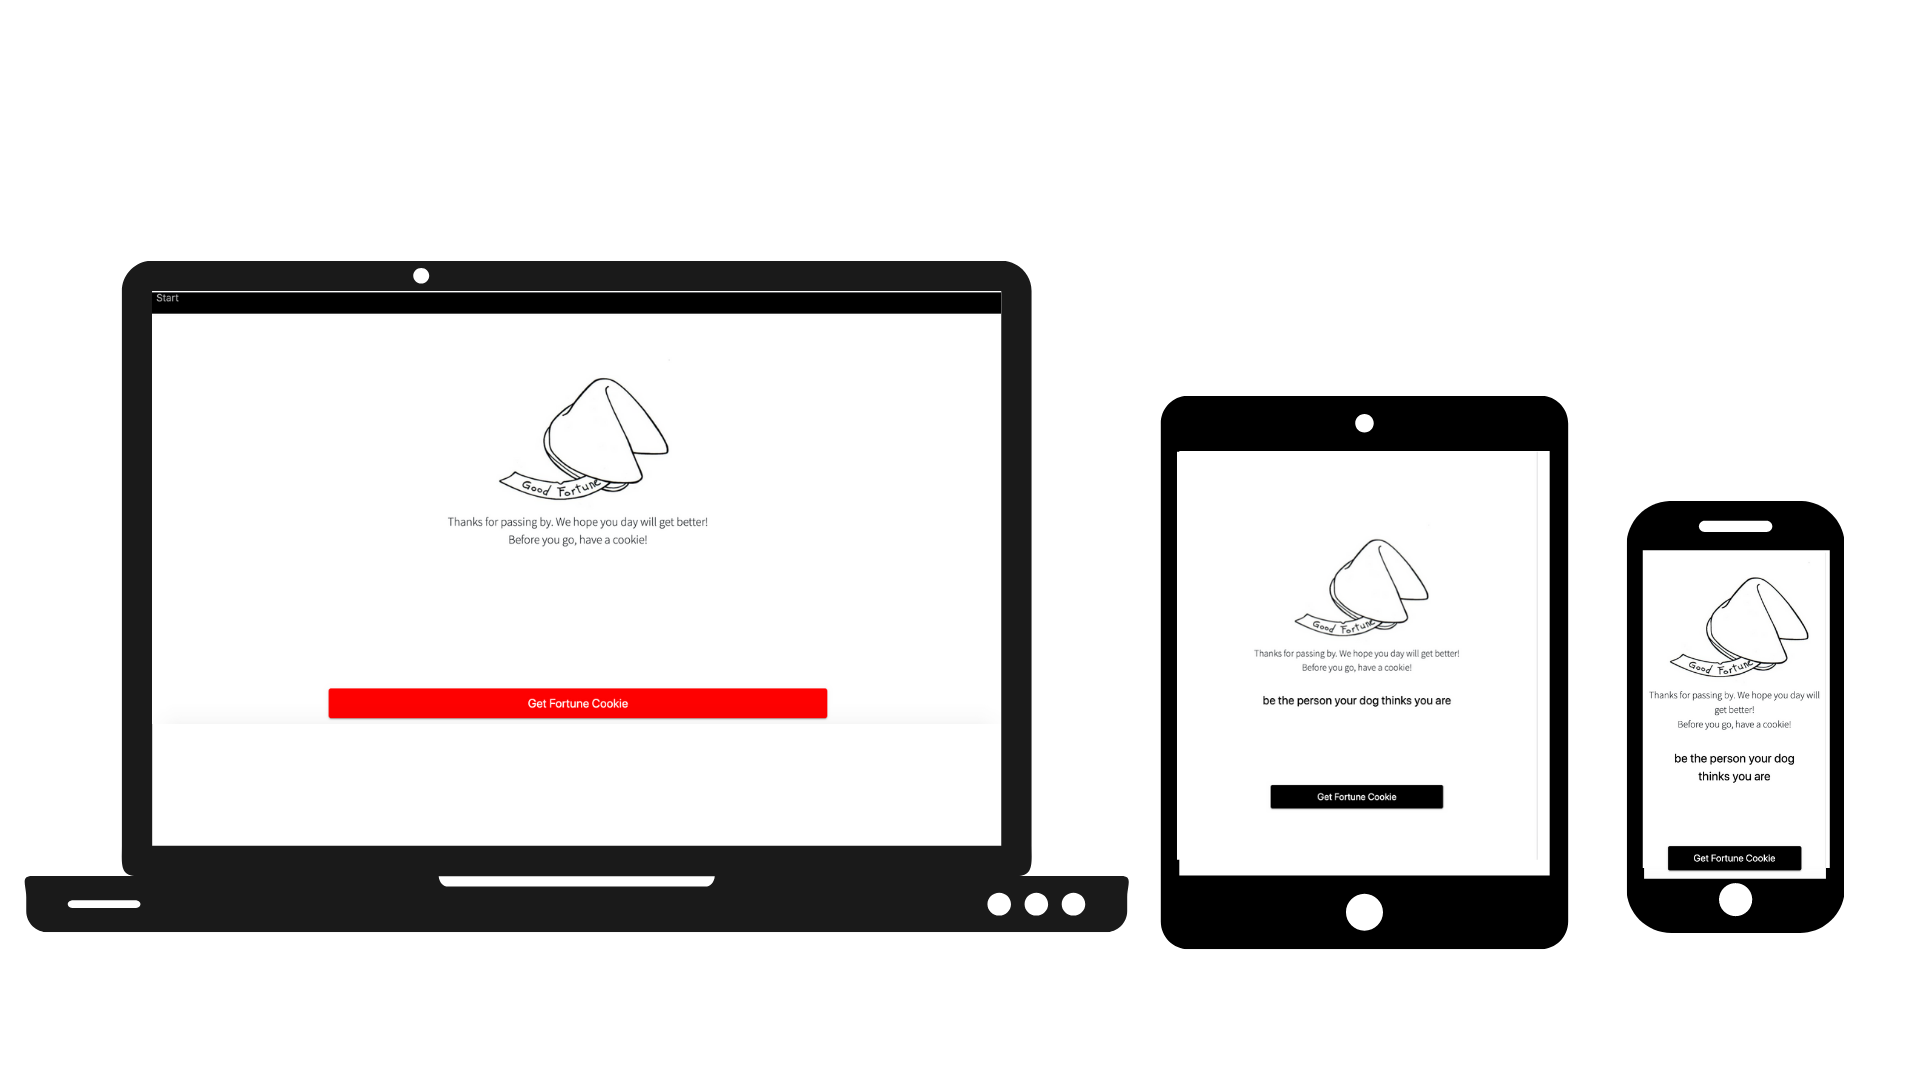 Start
Good Fortune
Thanks for passing by. We hope you day will get better!
Before you go, have a cookie!
Get Fortune Cookie
Good Fortune
Thanks for passing by. We hope you day will get better!
Before you go, have a cookie!
be the person your dog thinks you are
Get Fortune Cookie
Good Fortune
Thanks for passing by. We hope you day will
get better!
Before you go, have a cookie!
be the person your dog
thinks you are
Get Fortune Cookie